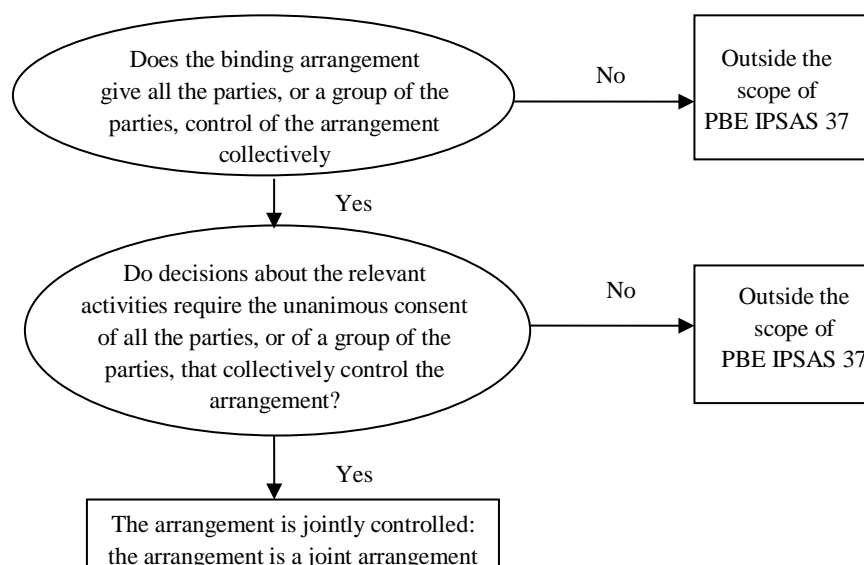 Does the binding arrangement
give all the parties, or a group of the
parties, control of the arrangement
collectively
No
Outside the
scope of
PBE IPSAS 37
Yes
Do decisions about the relevant
activities require the unanimous consent
of all the parties, or of a group of the
parties, that collectively control the
arrangement?
No
Outside the
scope of
PBE IPSAS 37
Yes
The arrangement is jointly controlled:
the arrangement is a joint arrangement